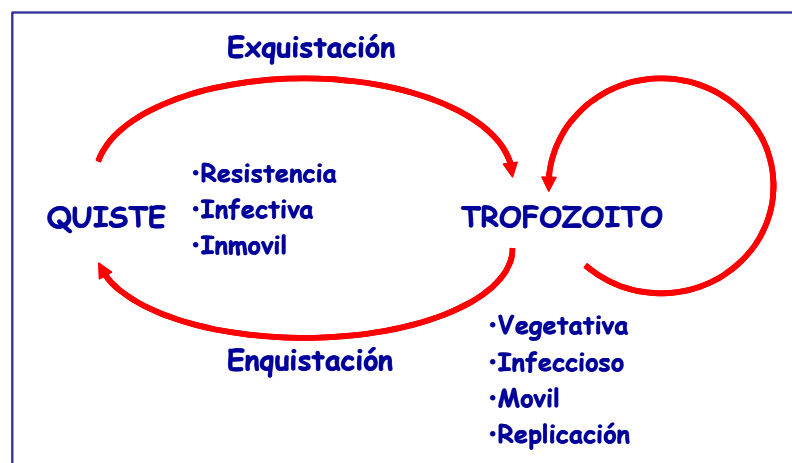 Exquistación
QUISTE
•Resistencia
•Infectiva
•Inmovil
TROFOZOITO
Enquistación
•Vegetativa
•Infeccioso
•Movil
•Replicación